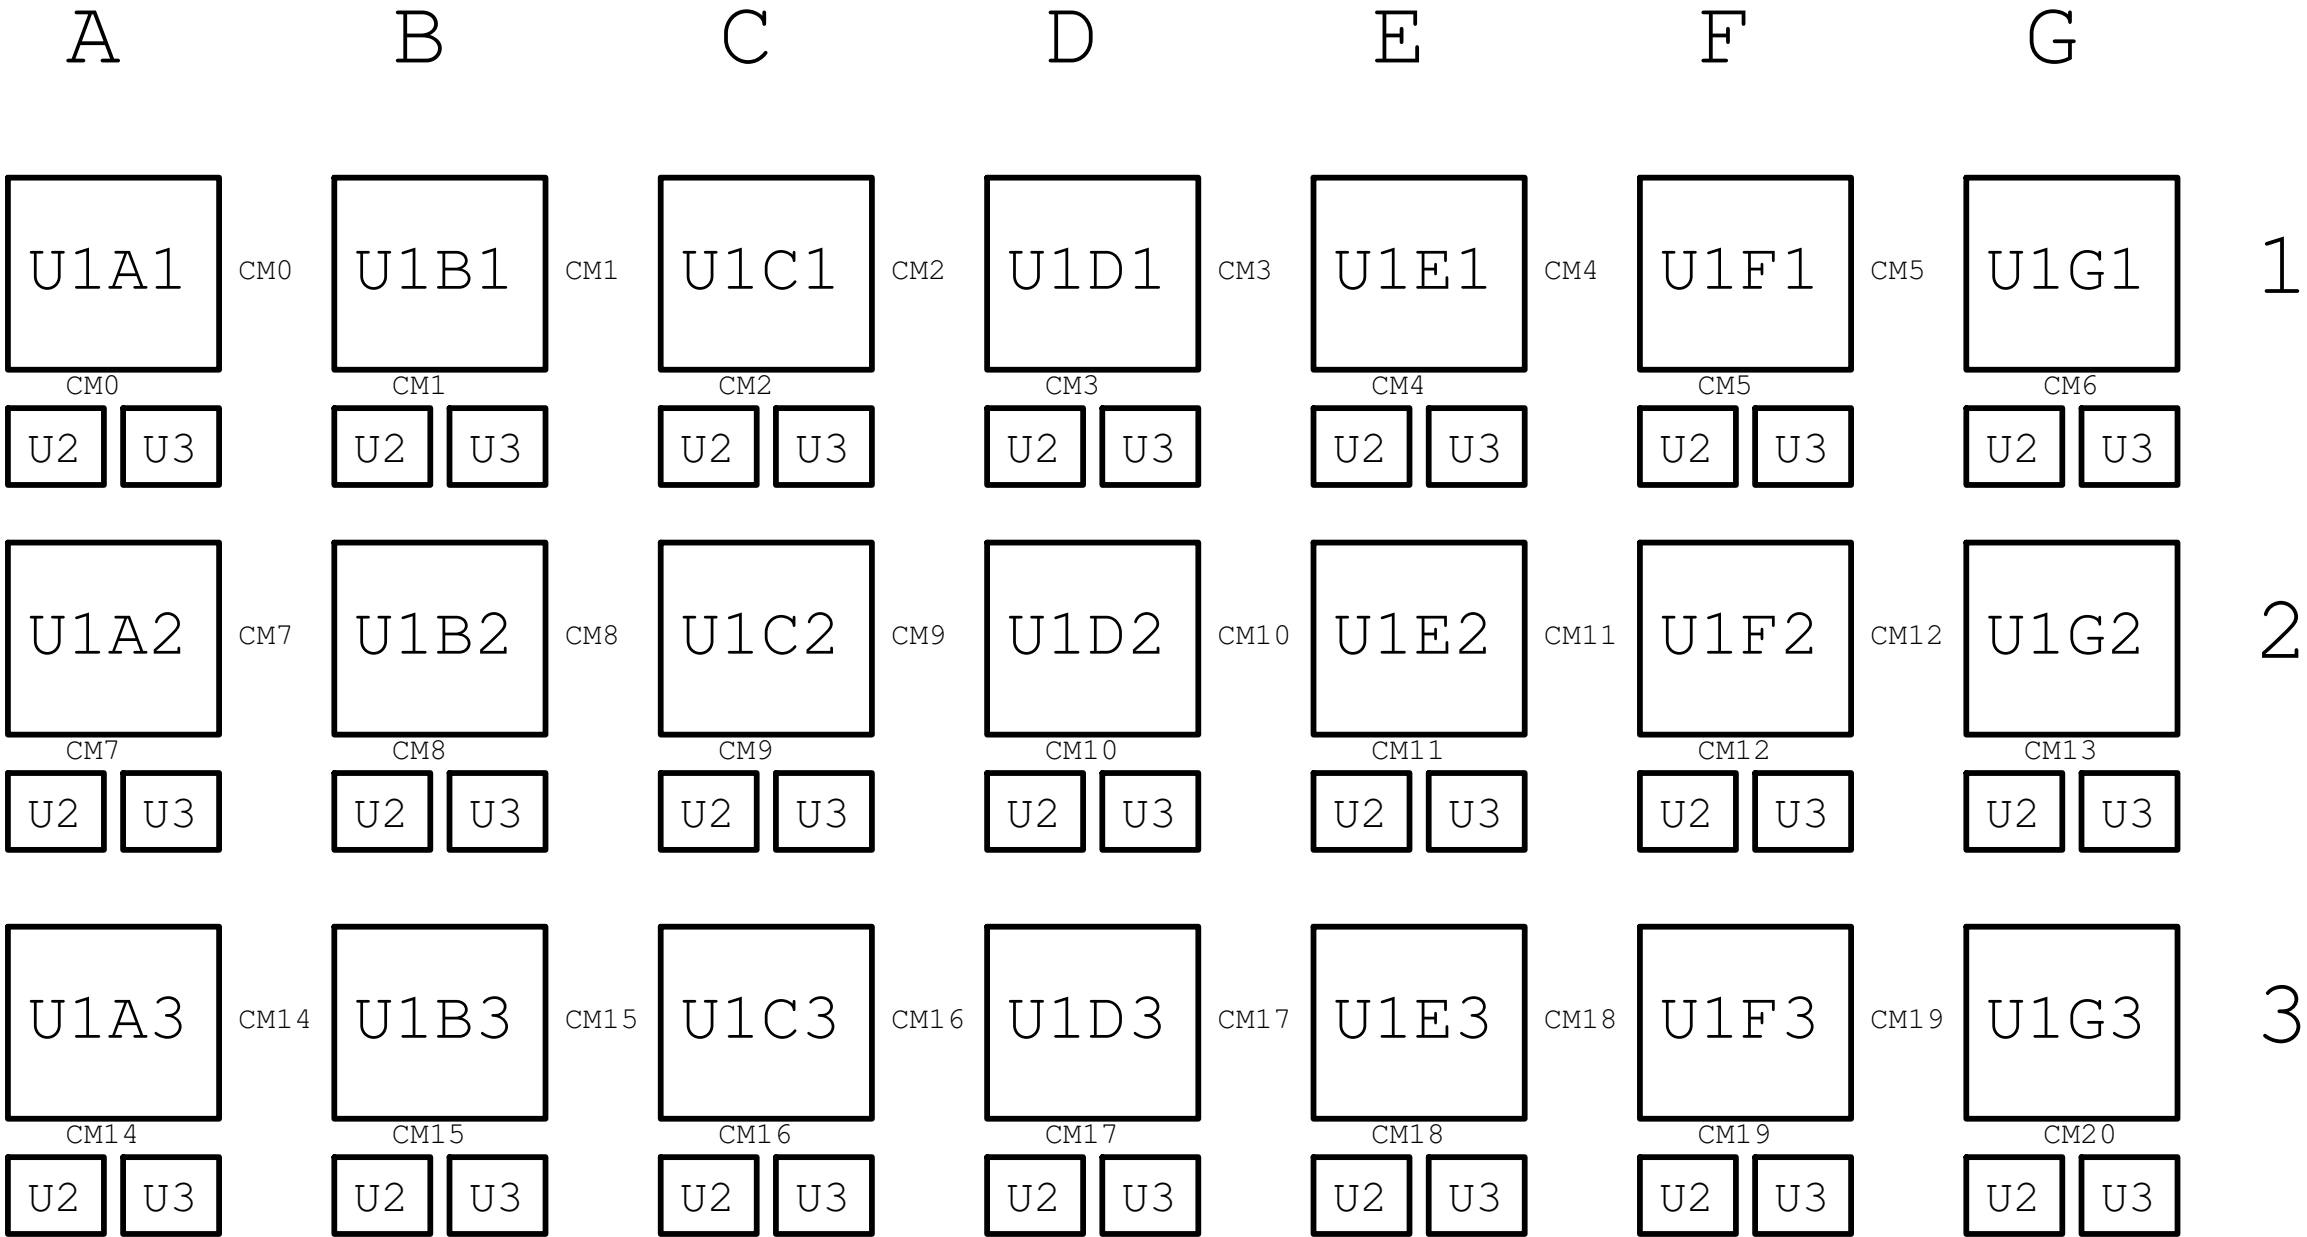 A B C D E F G
U1A1 CM0 U1B1 CM1 U1C1 CM2 U1D1 CM3 U1E1 CM4 U1F1 CM5 U1G1 1
CM0 CM1 CM2 CM3 CM4 CM5 CM6
U2 U3 U2 U3 U2 U3 U2 U3 U2 U3 U2 U3 U2 U3
U1A2 CM7 U1B2 CM8 U1C2 CM9 U1D2 CM10 U1E2 CM11 U1F2 CM12 U1G2 2
CM7 CM8 CM9 CM10 CM11 CM12 CM13
U2 U3 U2 U3 U2 U3 U2 U3 U2 U3 U2 U3 U2 U3
U1A3 CM14 U1B3 CM15 U1C3 CM16 U1D3 CM17 U1E3 CM18 U1F3 CM19 U1G3 3
CM14 CM15 CM16 CM17 CM18 CM19 CM20
U2 U3 U2 U3 U2 U3 U2 U3 U2 U3 U2 U3 U2 U3